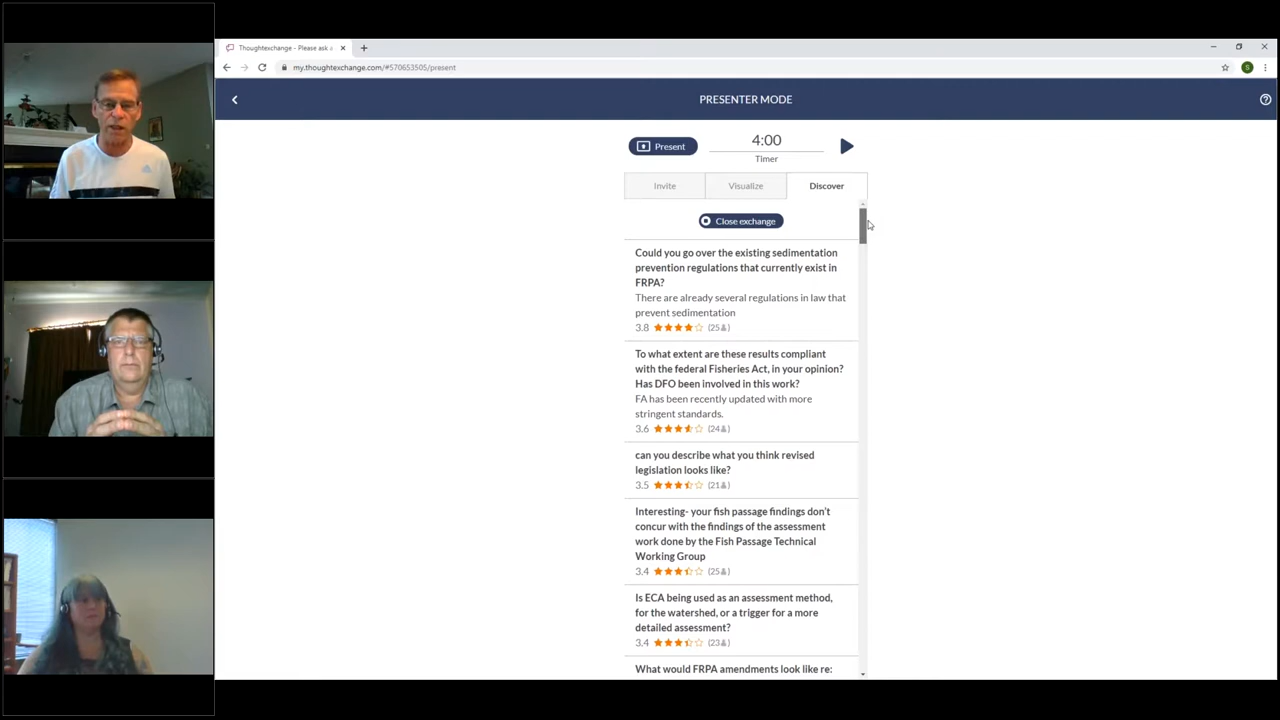 Thoughtexchange - Please ask a
my.thoughtexchange.com/#570653505/present
S
PRESENTER MODE
Present
4:00
Timer
Invite
Visualize
Discover
Close exchange
Could you go over the existing sedimentation
prevention regulations that currently exist in
FRPA?
There are already several regulations in law that
prevent sedimentation
3.8 (25)
To what extent are these results compliant
with the federal Fisheries Act, in your opinion?
Has DFO been involved in this work?
FA has been recently updated with more
stringent standards.
3.6 (24)
can you describe what you think revised
legislation looks like?
3.5 (21)
Interesting- your fish passage findings don't
concur with the findings of the assessment
work done by the Fish Passage Technical
Working Group
3.4 (25)
Is ECA being used as an assessment method,
for the watershed, or a trigger for a more
detailed assessment?
3.4 (23)
What would FRPA amendments look like re: